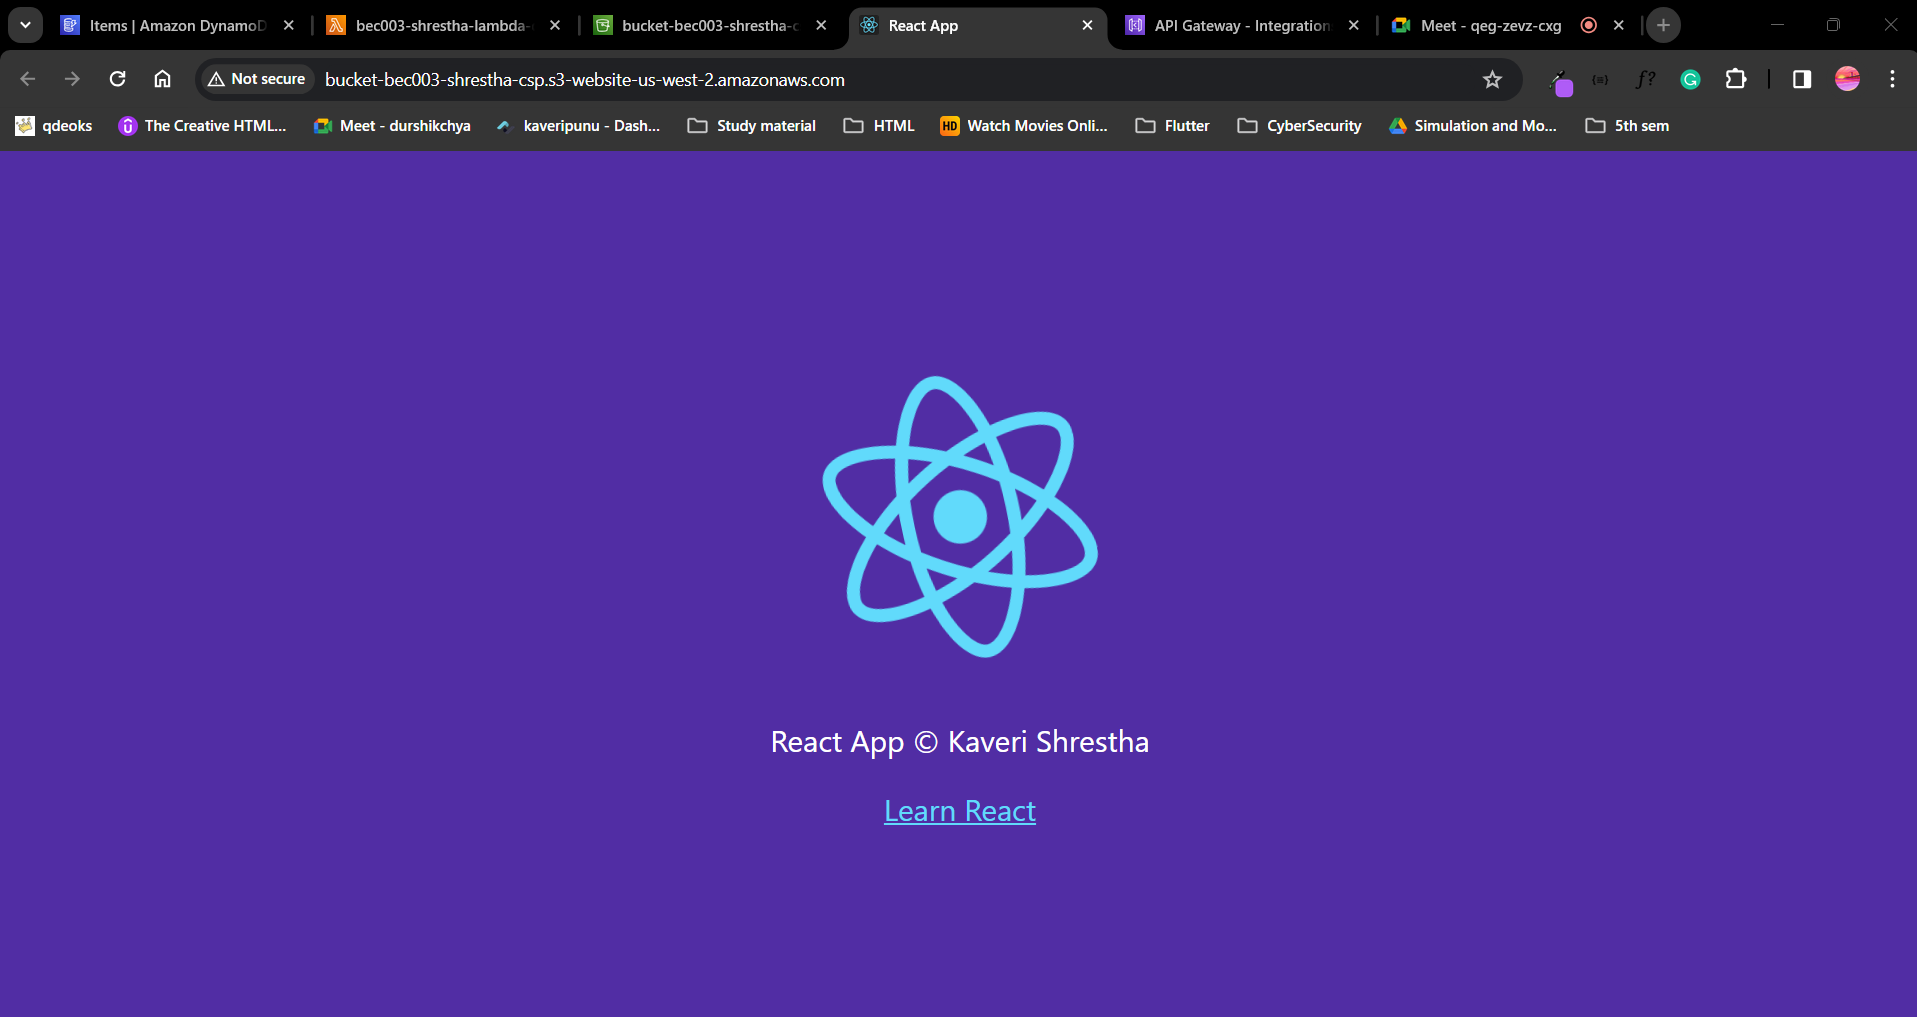 Items | Amazon DynamoD
bec003-shrestha-lambda-
bucket-bec003-shrestha-c
React App
API Gateway - Integration
Meet - qeg-zevz-cxg
Not secure
bucket-bec003-shrestha-csp.s3-website-us-west-2.amazonaws.com
qdeoks
The Creative HTML...
Meet - durshikchya
kaveripunu - Dash...
Study material
HTML
HD
Watch Movies Onli...
Flutter
CyberSecurity
Simulation and Mo...
5th sem
React App © Kaveri Shrestha
Learn React